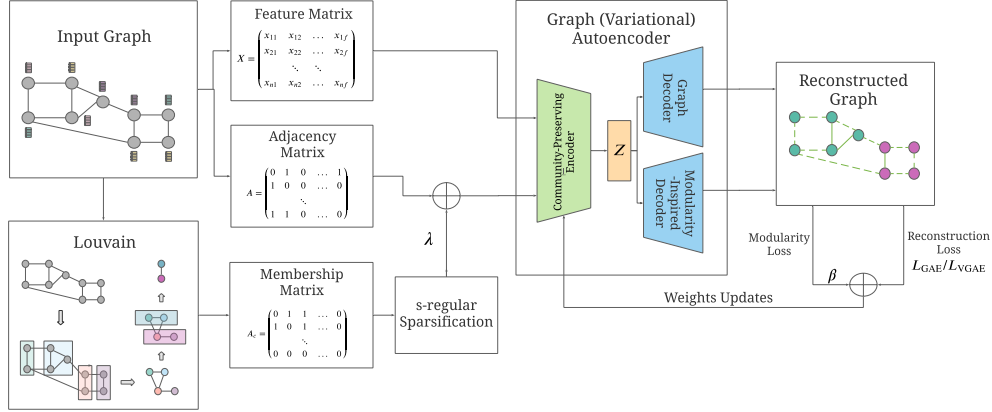 Input Graph
Feature Matrix
X = ( x11 x12 … x1f
x21 x22 … x2f
⋱ ⋱
xn1 xn2 … xnf )
Adjacency
Matrix
A = ( 0 1 0 … 1
1 0 0 … 0
⋱
1 1 0 … 0 )
Louvain
Membership
Matrix
Ac = ( 0 1 1 … 0
1 0 1 … 0
⋱
0 0 0 … 0 )
λ
s-regular
Sparsification
Graph (Variational)
Autoencoder
Community-Preserving
Encoder
Z
Graph
Decoder
Modularity
-Inspired
Decoder
Reconstructed
Graph
Modularity
Loss
Reconstruction
Loss
LGAE/LVGAE
β
Weights Updates